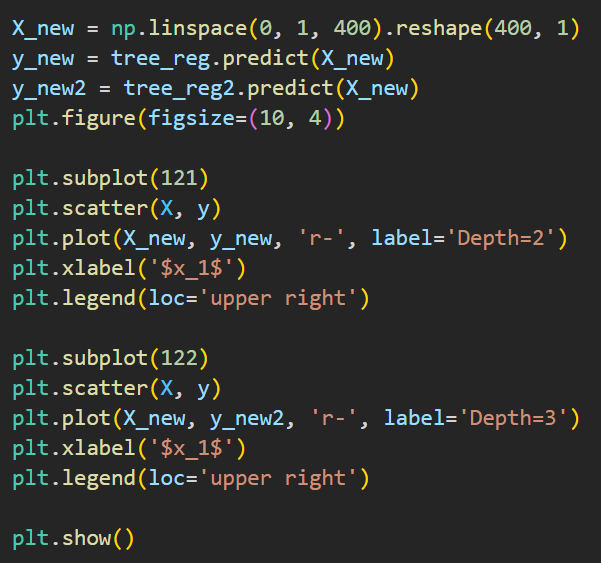 X_new = np.linspace(0, 1, 400).reshape(400, 1)
y_new = tree_reg.predict(X_new)
y_new2 = tree_reg2.predict(X_new)
plt.figure(figsize=(10, 4))

plt.subplot(121)
plt.scatter(X, y)
plt.plot(X_new, y_new, 'r-', label='Depth=2')
plt.xlabel('$x_1$')
plt.legend(loc='upper right')

plt.subplot(122)
plt.scatter(X, y)
plt.plot(X_new, y_new2, 'r-', label='Depth=3')
plt.xlabel('$x_1$')
plt.legend(loc='upper right')

plt.show()